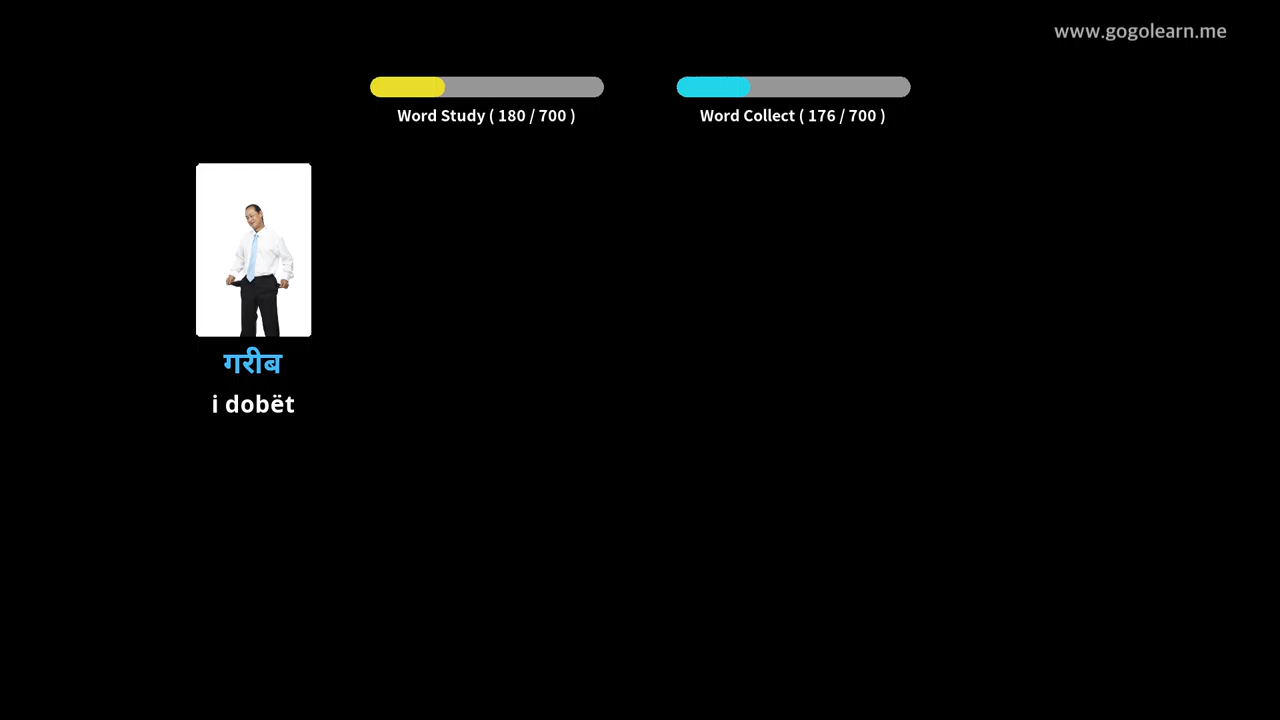 www.gogolearn.me
Word Study ( 180 / 700 )
Word Collect ( 176 / 700 )
गरीब
i dobët